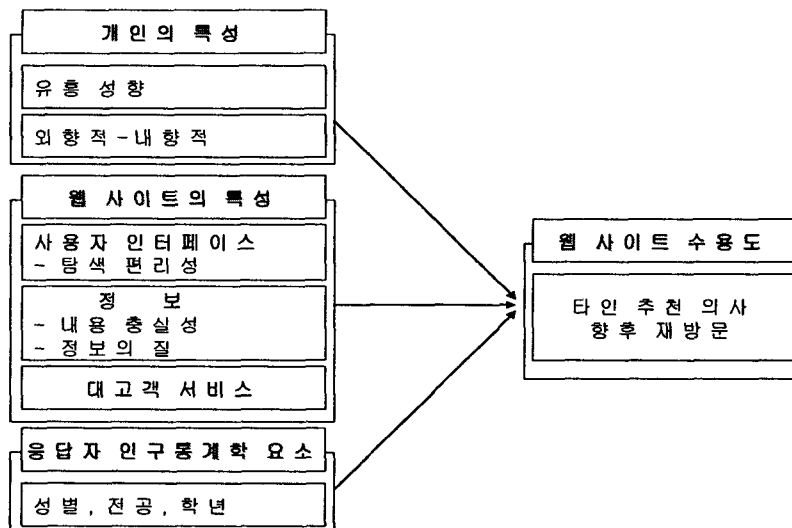 개인의 특성
유흥 성향
외향적-내향적
웹 사이트의 특성
사용자 인터페이스
- 탐색 편리성
정보
- 내용 충실성
- 정보의 질
대고객 서비스
응답자 인구통계학 요소
성별, 전공, 학년
웹 사이트 수용도
타인 추천 의사
향후 재방문